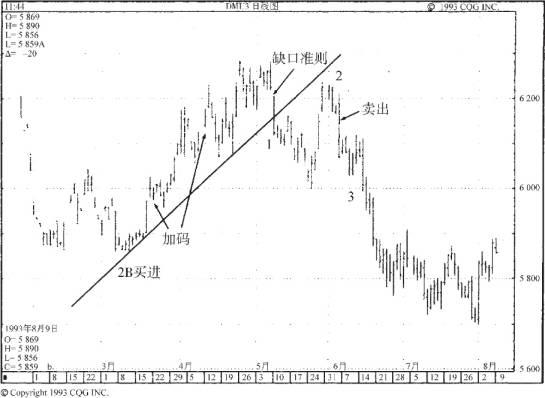 11:44
DM1.3 日线图
© 1993 CQG INC.
O= 5 869
H= 5 890
L= 5 856
L= 5 859A
Δ= -20
缺口准则
2
6 200
卖出
1
3
6 000
加码
2B买进
5 800
1993年8月9日
O= 5 869
H= 5 890
L= 5 856
C= 5 859
b.
3月
4月
5月
6月
7月
8月
5 600
1 8 15 22 1 8 15 22 29 5 12 19 26 3 10 17 24 31 7 14 21 28 5 12 19 26 2 9
© Copyright 1993 CQG INC.